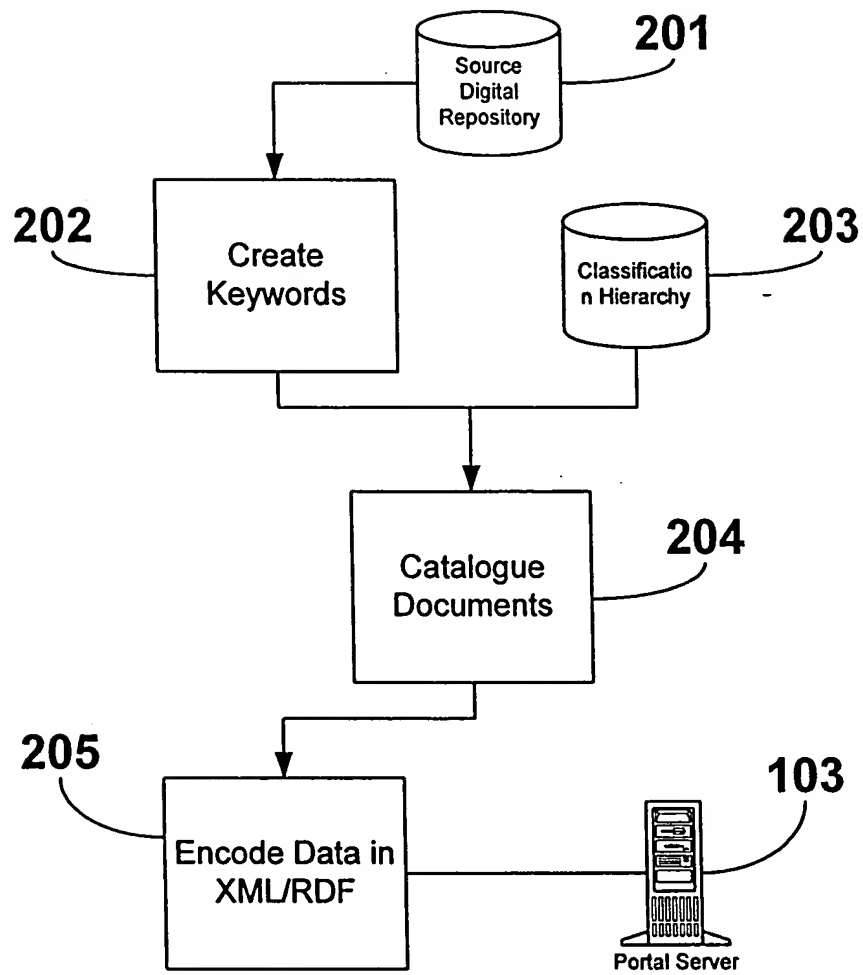 201
Source
Digital
Repository
202
Create
Keywords
203
Classificatio
n Hierarchy
204
Catalogue
Documents
205
Encode Data in
XML/RDF
103
Portal Server